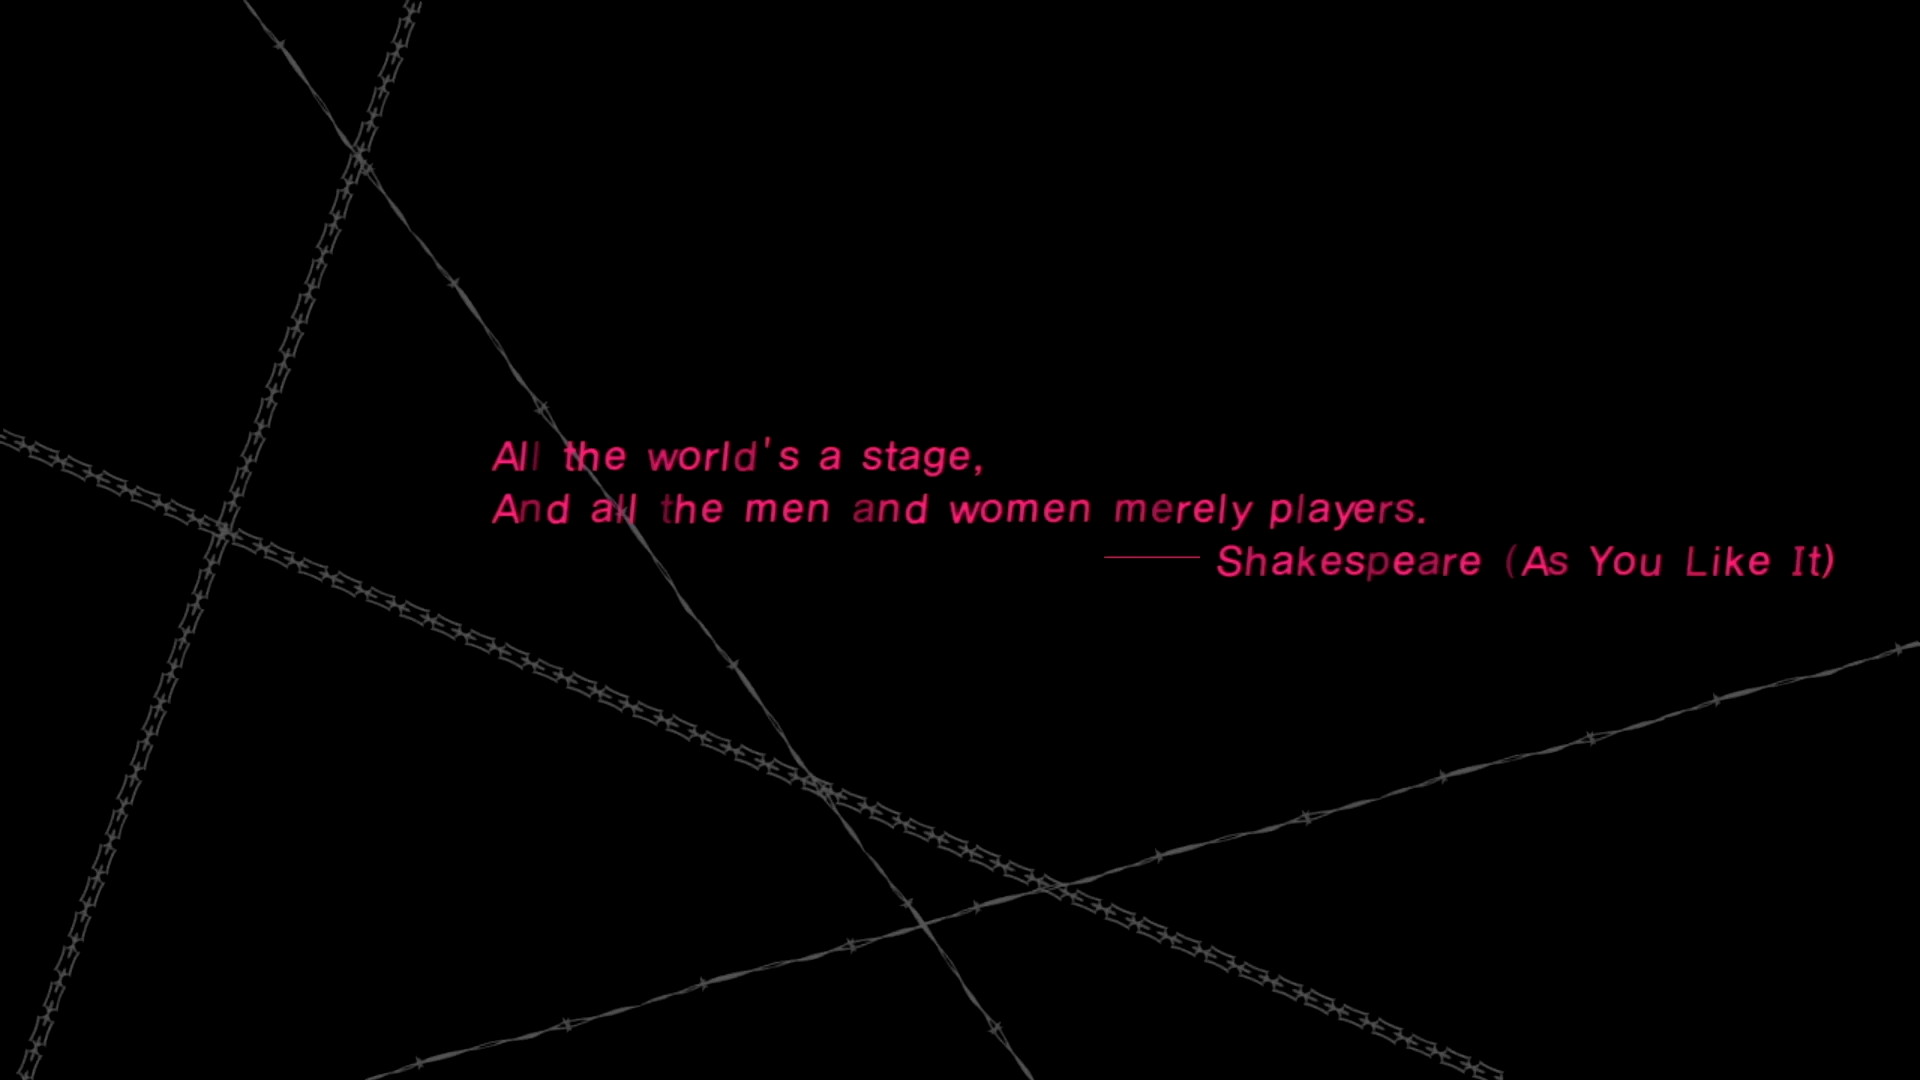 All the world's a stage,
And all the men and women merely players.
—— Shakespeare (As You Like It)